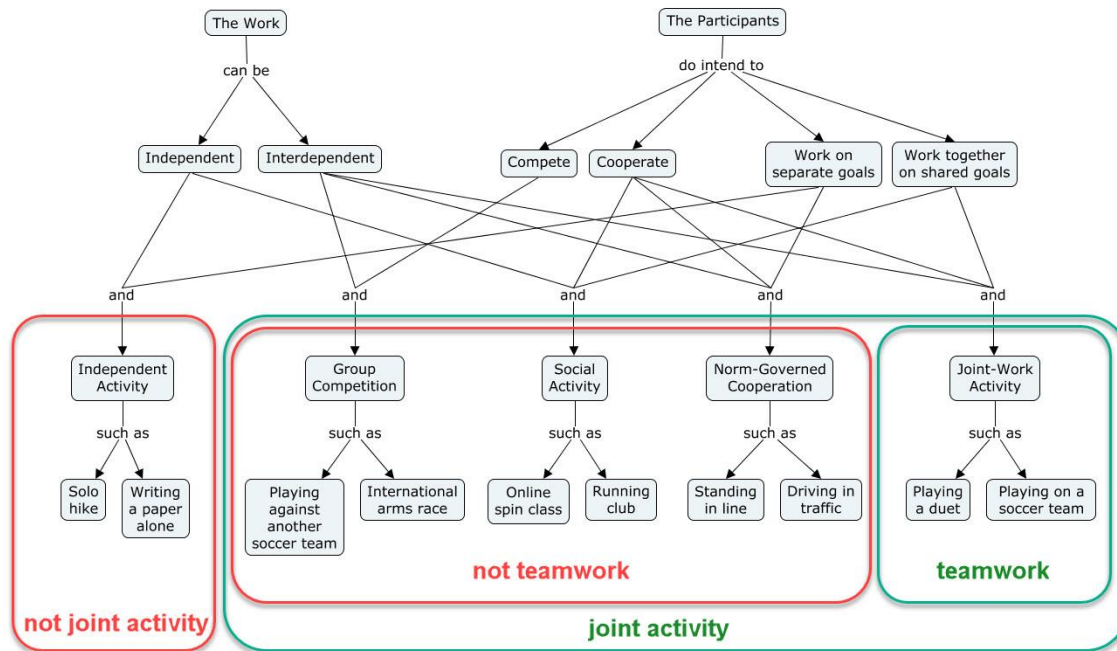 The Work
The Participants
can be
do intend to
Independent
Interdependent
Compete
Cooperate
Work on
separate goals
Work together
on shared goals
and
and
and
and
and
Independent
Activity
Group
Competition
Social
Activity
Norm-Governed
Cooperation
Joint-Work
Activity
such as
such as
such as
such as
such as
Solo
hike
Writing
a paper
alone
Playing
against
another
soccer team
International
arms race
Online
spin class
Running
club
Standing
in line
Driving in
traffic
Playing
a duet
Playing on a
soccer team
not teamwork
teamwork
not joint activity
joint activity